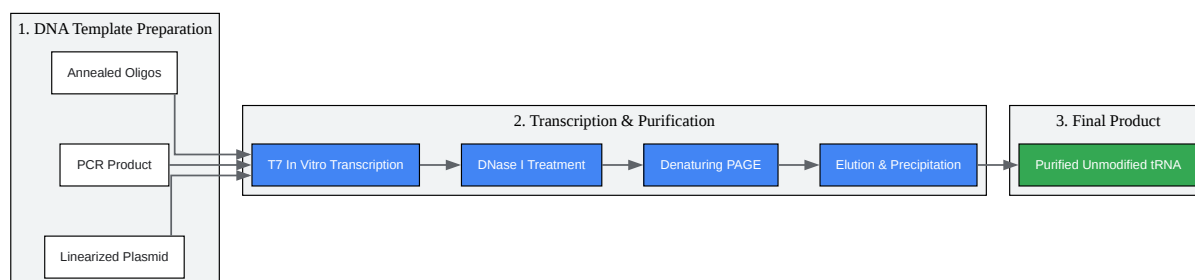 1. DNA Template Preparation
Annealed Oligos
PCR Product
Linearized Plasmid
2. Transcription & Purification
T7 In Vitro Transcription
DNase I Treatment
Denaturing PAGE
Elution & Precipitation
3. Final Product
Purified Unmodified tRNA